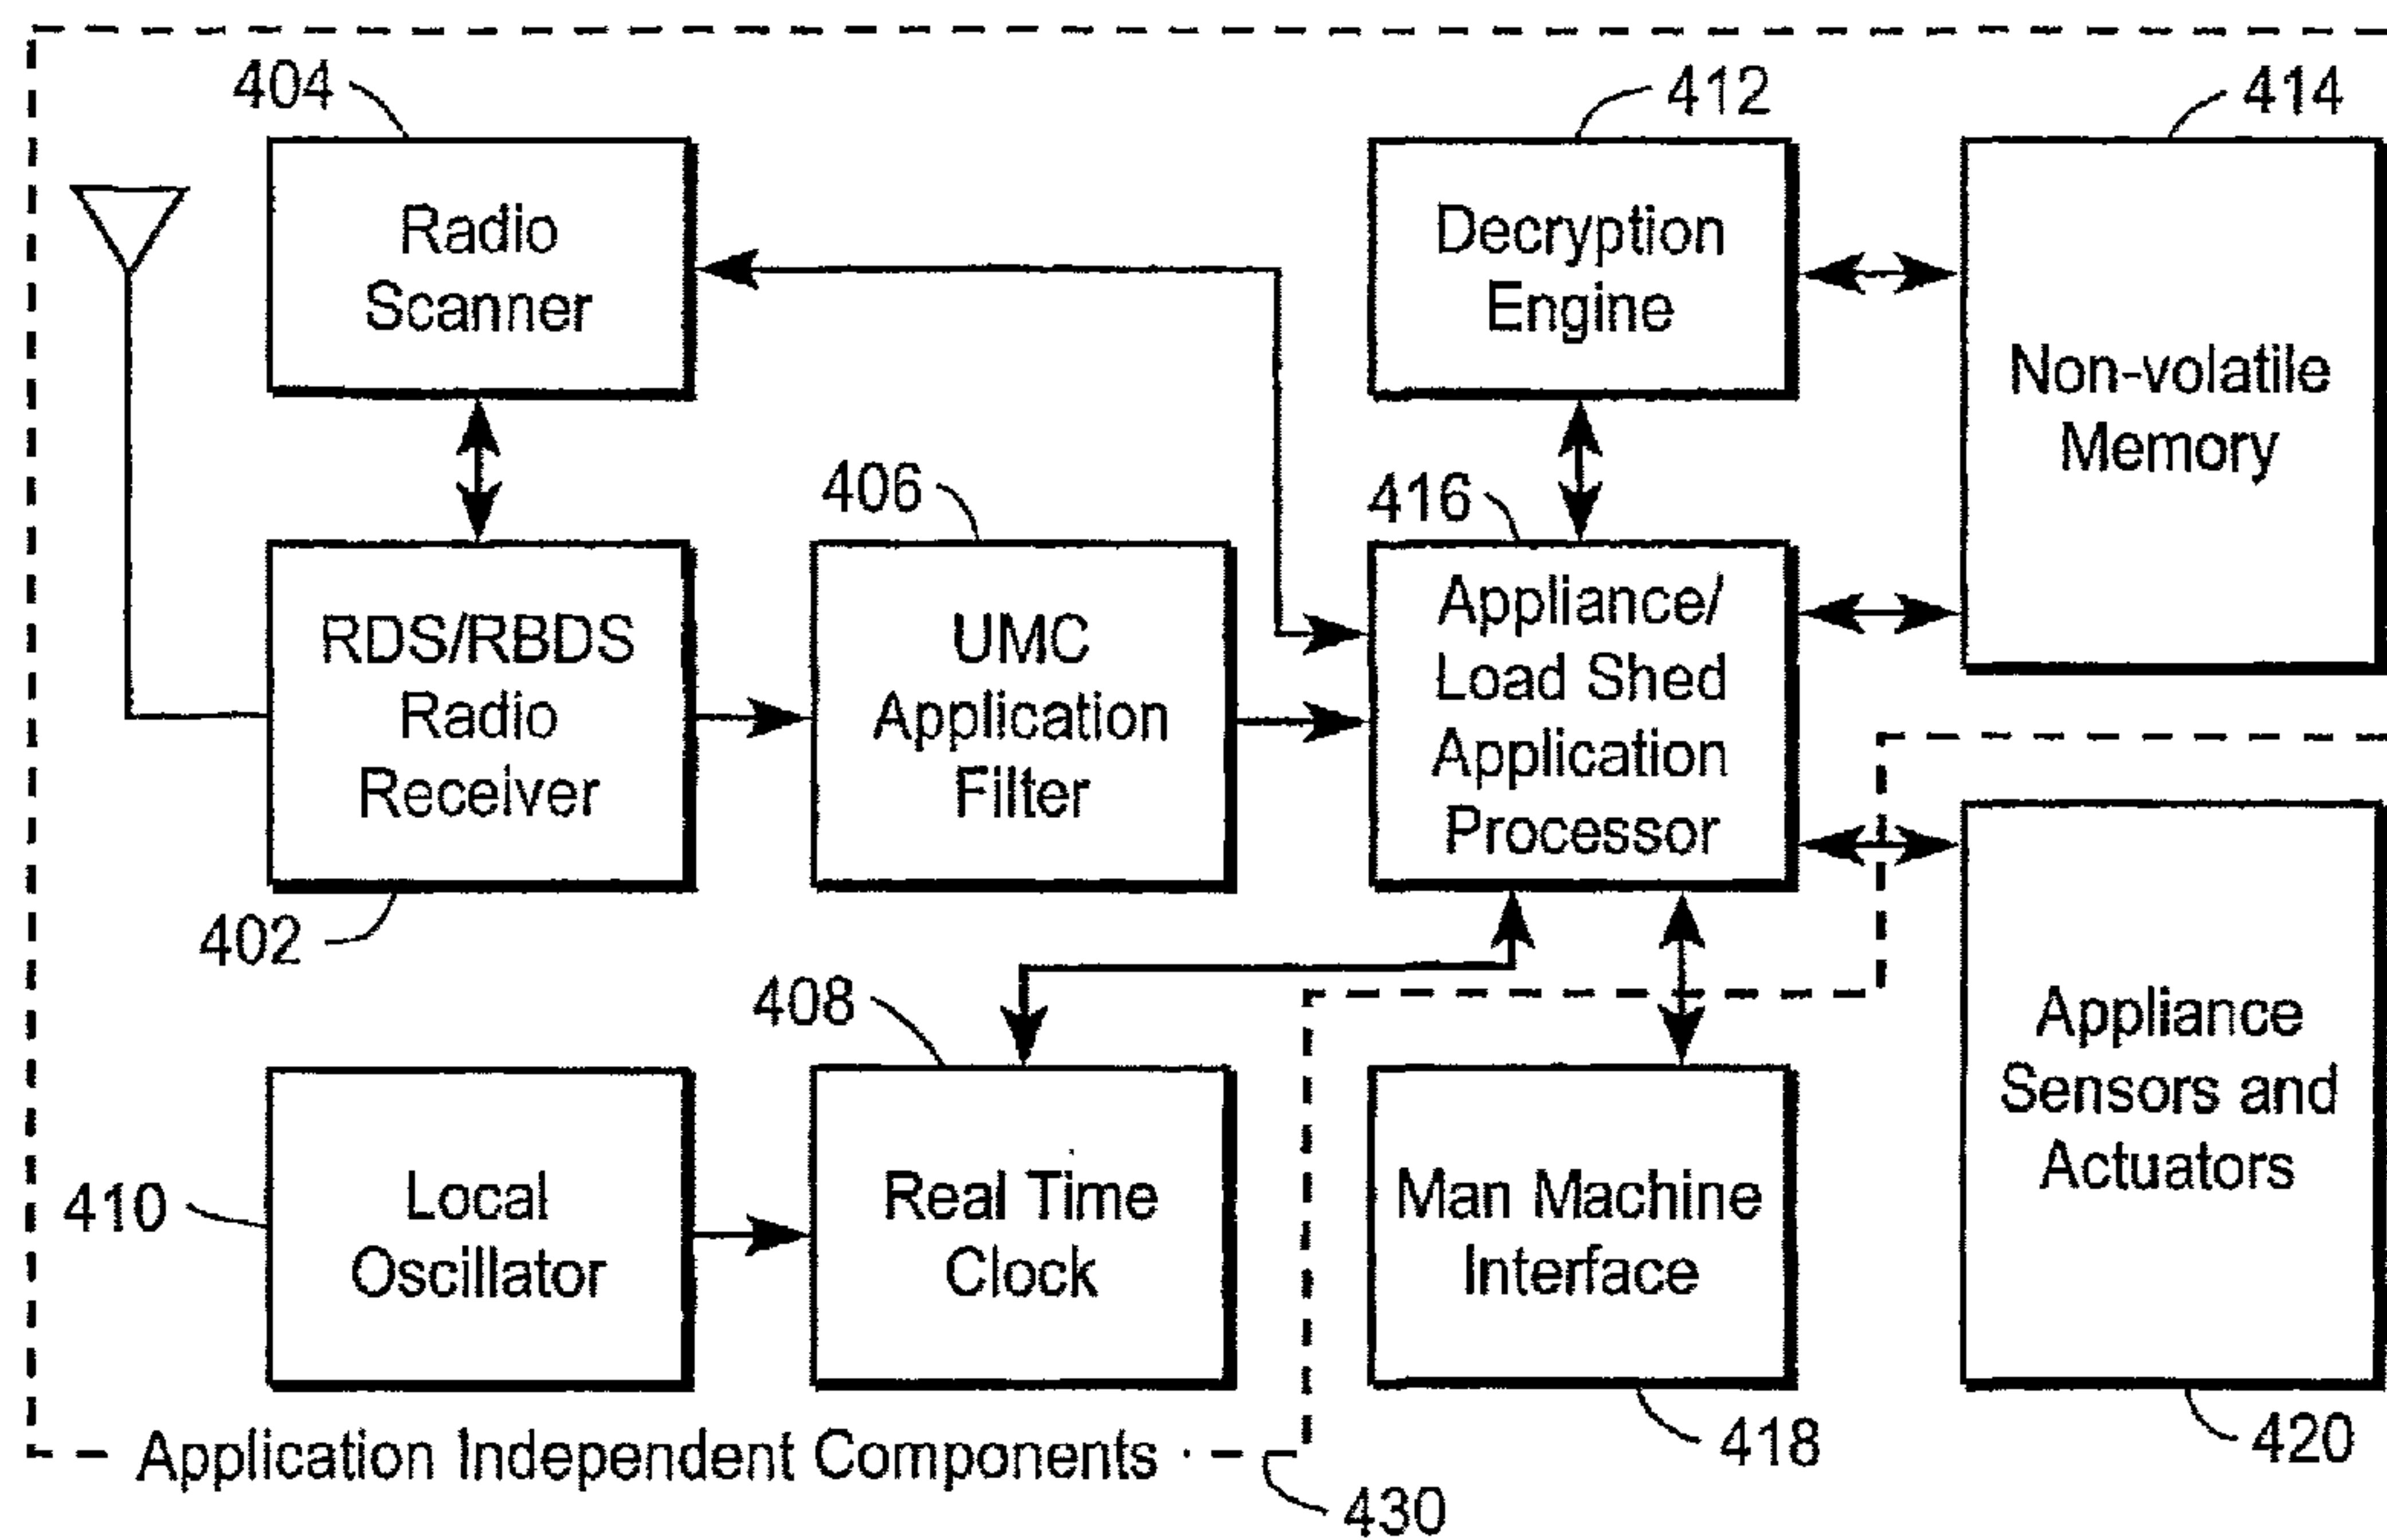 404
412
414
Radio
Scanner
Decryption
Engine
Non-volatile
Memory
406
416
RDS/RBDS
Radio
Receiver
UMC
Application
Filter
Appliance/
Load Shed
Application
Processor
402
408
Appliance
Sensors and
Actuators
410
Local
Oscillator
Real Time
Clock
Man Machine
Interface
418
420
Application Independent Components
430